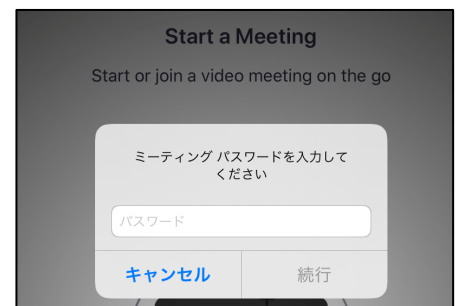 Start a Meeting
Start or join a video meeting on the go
ミーティング パスワードを入力して
ください
パスワード
キャンセル 続行